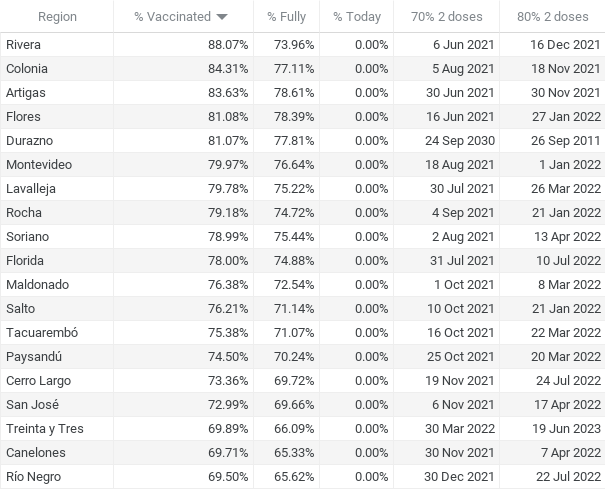 Region % Vaccinated % Fully % Today 70% 2 doses 80% 2 doses
Rivera 88.07% 73.96% 0.00% 6 Jun 2021 16 Dec 2021
Colonia 84.31% 77.11% 0.00% 5 Aug 2021 18 Nov 2021
Artigas 83.63% 78.61% 0.00% 30 Jun 2021 30 Nov 2021
Flores 81.08% 78.39% 0.00% 16 Jun 2021 27 Jan 2022
Durazno 81.07% 77.81% 0.00% 24 Sep 2030 26 Sep 2011
Montevideo 79.97% 76.64% 0.00% 18 Aug 2021 1 Jan 2022
Lavalleja 79.78% 75.22% 0.00% 30 Jul 2021 26 Mar 2022
Rocha 79.18% 74.72% 0.00% 4 Sep 2021 21 Jan 2022
Soriano 78.99% 75.44% 0.00% 2 Aug 2021 13 Apr 2022
Florida 78.00% 74.88% 0.00% 31 Jul 2021 10 Jul 2022
Maldonado 76.38% 72.54% 0.00% 1 Oct 2021 8 Mar 2022
Salto 76.21% 71.14% 0.00% 10 Oct 2021 21 Jan 2022
Tacuarembó 75.38% 71.07% 0.00% 16 Oct 2021 22 Mar 2022
Paysandú 74.50% 70.24% 0.00% 25 Oct 2021 20 Mar 2022
Cerro Largo 73.36% 69.72% 0.00% 19 Nov 2021 24 Jul 2022
San José 72.99% 69.66% 0.00% 6 Nov 2021 17 Apr 2022
Treinta y Tres 69.89% 66.09% 0.00% 30 Mar 2022 19 Jun 2023
Canelones 69.71% 65.33% 0.00% 30 Nov 2021 7 Apr 2022
Río Negro 69.50% 65.62% 0.00% 30 Dec 2021 22 Jul 2022